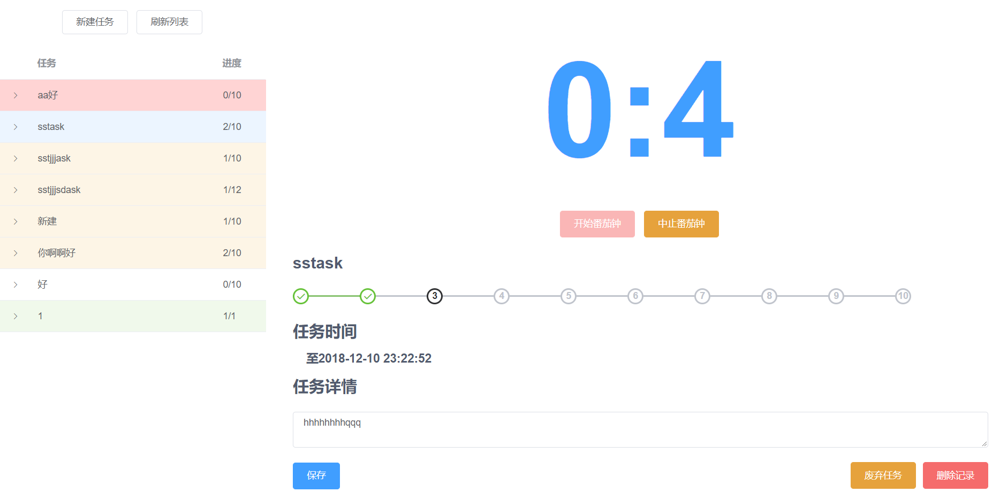 新建任务 刷新列表
任务 进度
aa好 0/10
sstask 2/10
sstjjjask 1/10
sstjjjsdask 1/12
新建 1/10
你啊啊好 2/10
好 0/10
1 1/1
0:4
开始番茄钟 中止番茄钟
sstask
3 4 5 6 7 8 9 10
任务时间
至2018-12-10 23:22:52
任务详情
hhhhhhhhqqq
保存 废弃任务 删除记录